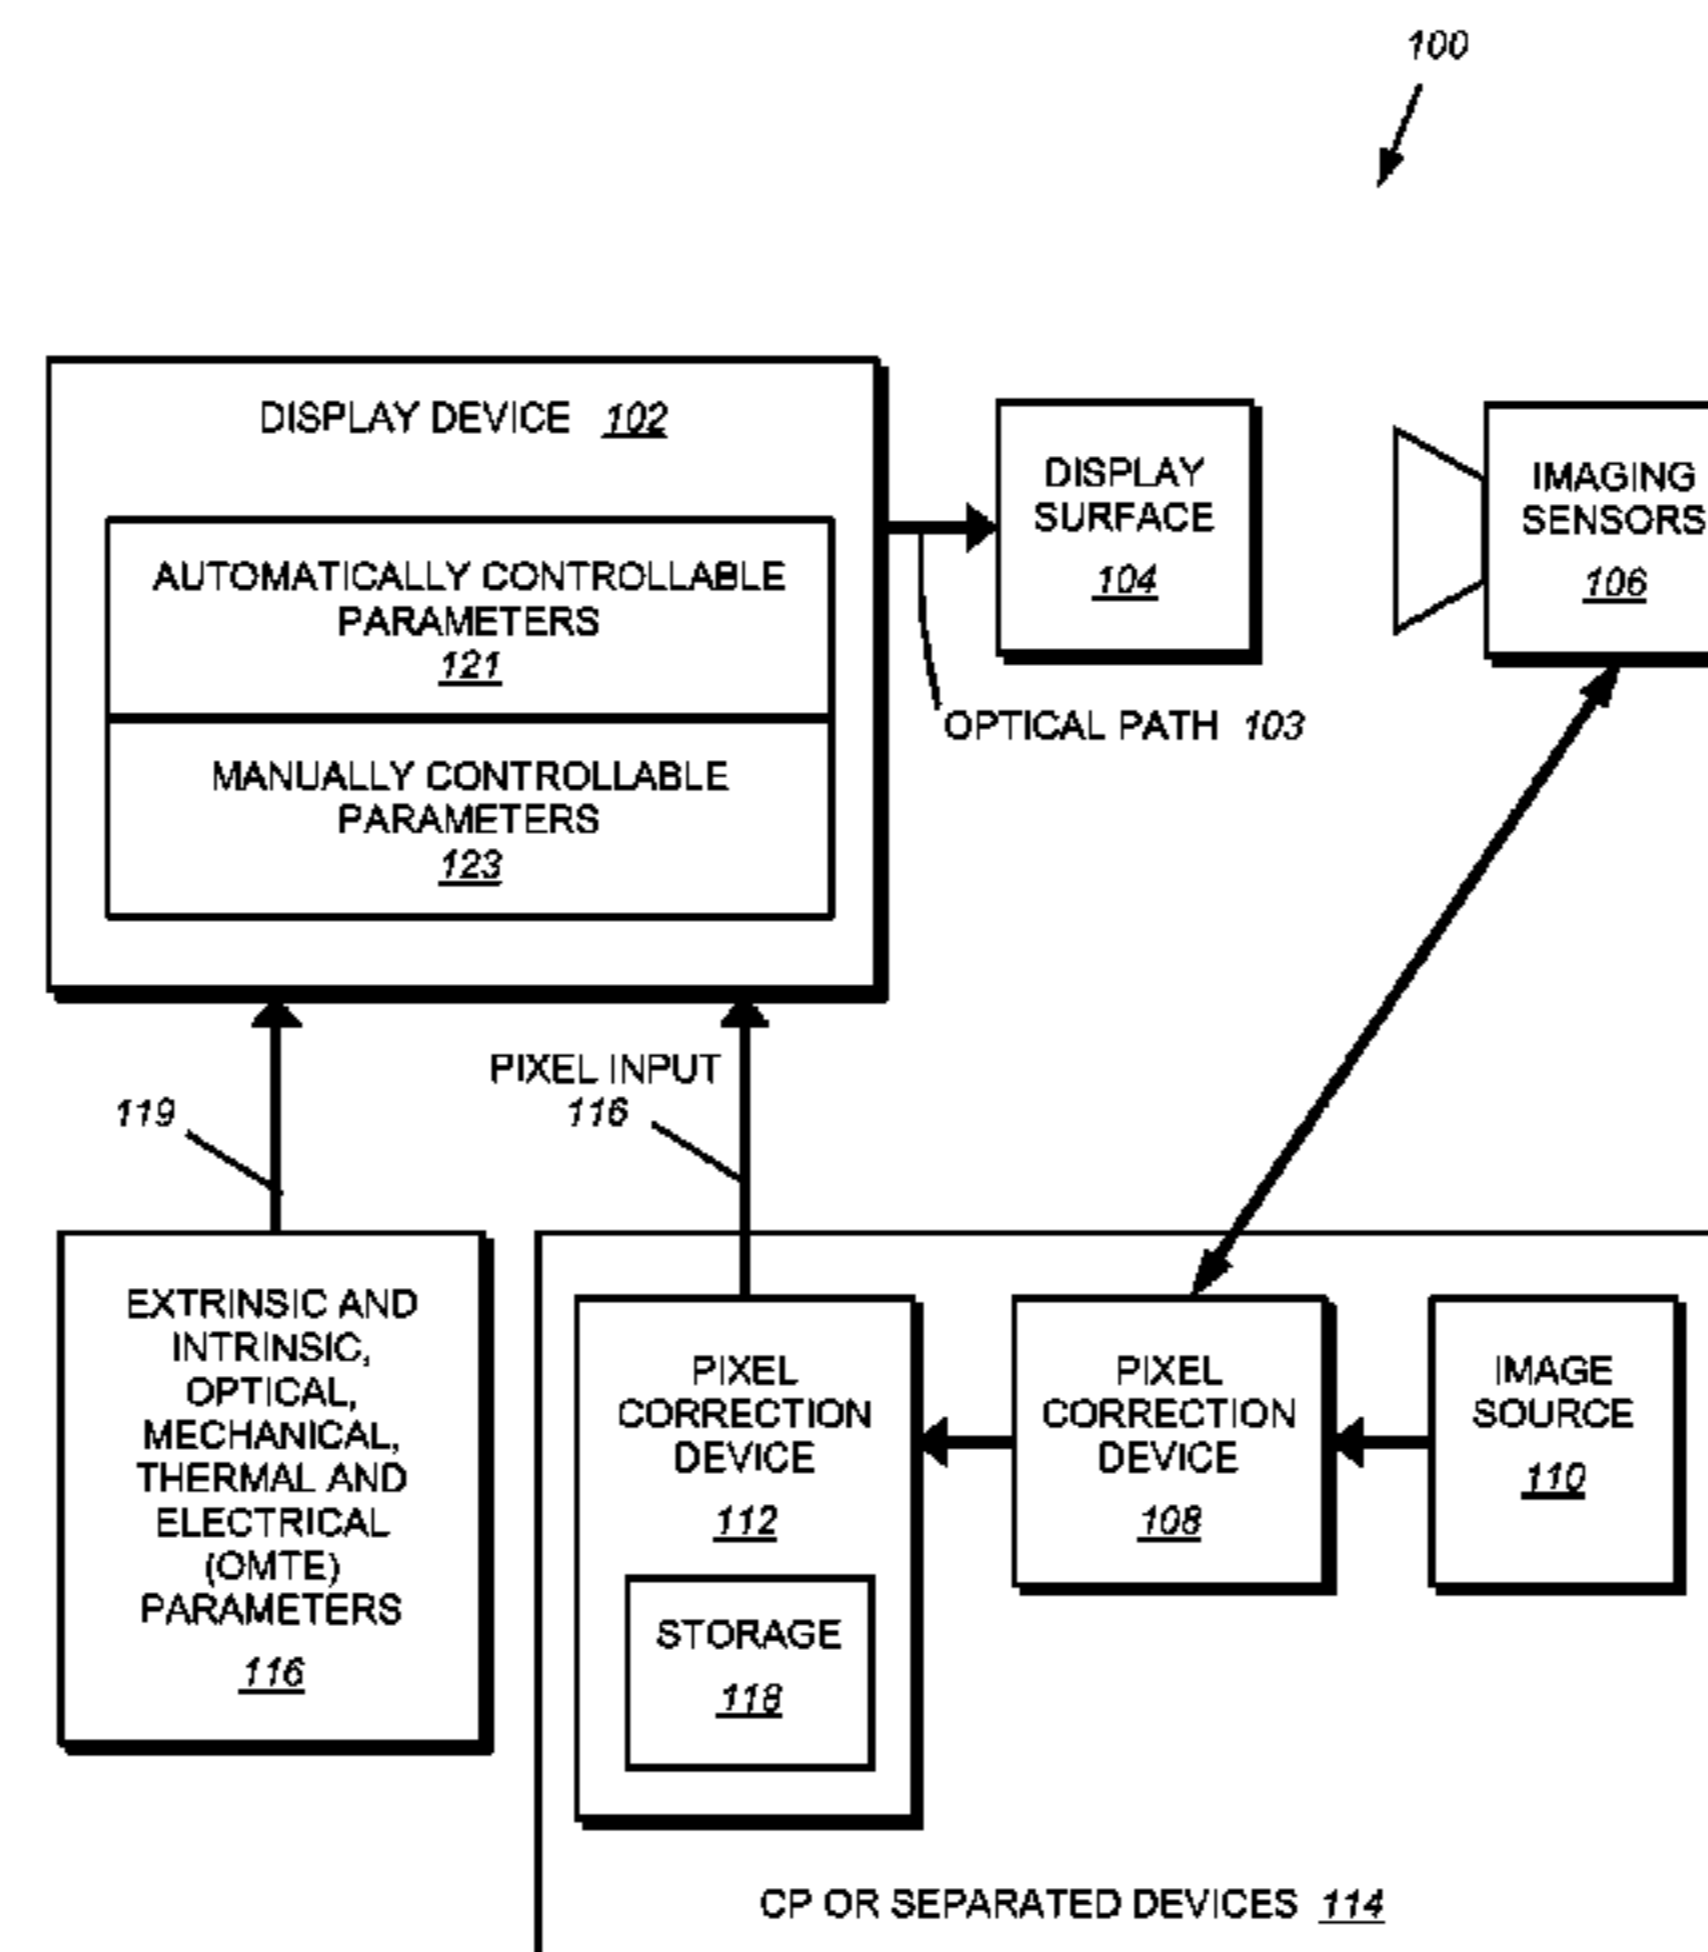 100
DISPLAY DEVICE 102
AUTOMATICALLY CONTROLLABLE
PARAMETERS
121
MANUALLY CONTROLLABLE
PARAMETERS
123
DISPLAY
SURFACE
104
IMAGING
SENSORS
106
OPTICAL PATH 103
119
PIXEL INPUT
116
EXTRINSIC AND
INTRINSIC,
OPTICAL,
MECHANICAL,
THERMAL AND
ELECTRICAL
(OMTE)
PARAMETERS
116
PIXEL
CORRECTION
DEVICE
112
STORAGE
118
PIXEL
CORRECTION
DEVICE
108
IMAGE
SOURCE
110
CP OR SEPARATED DEVICES 114